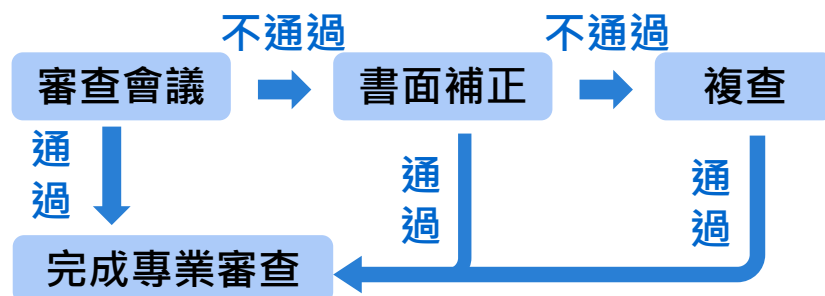 不通過
不通過
審查會議
書面補正
複查
通過
通過
通過
完成專業審查